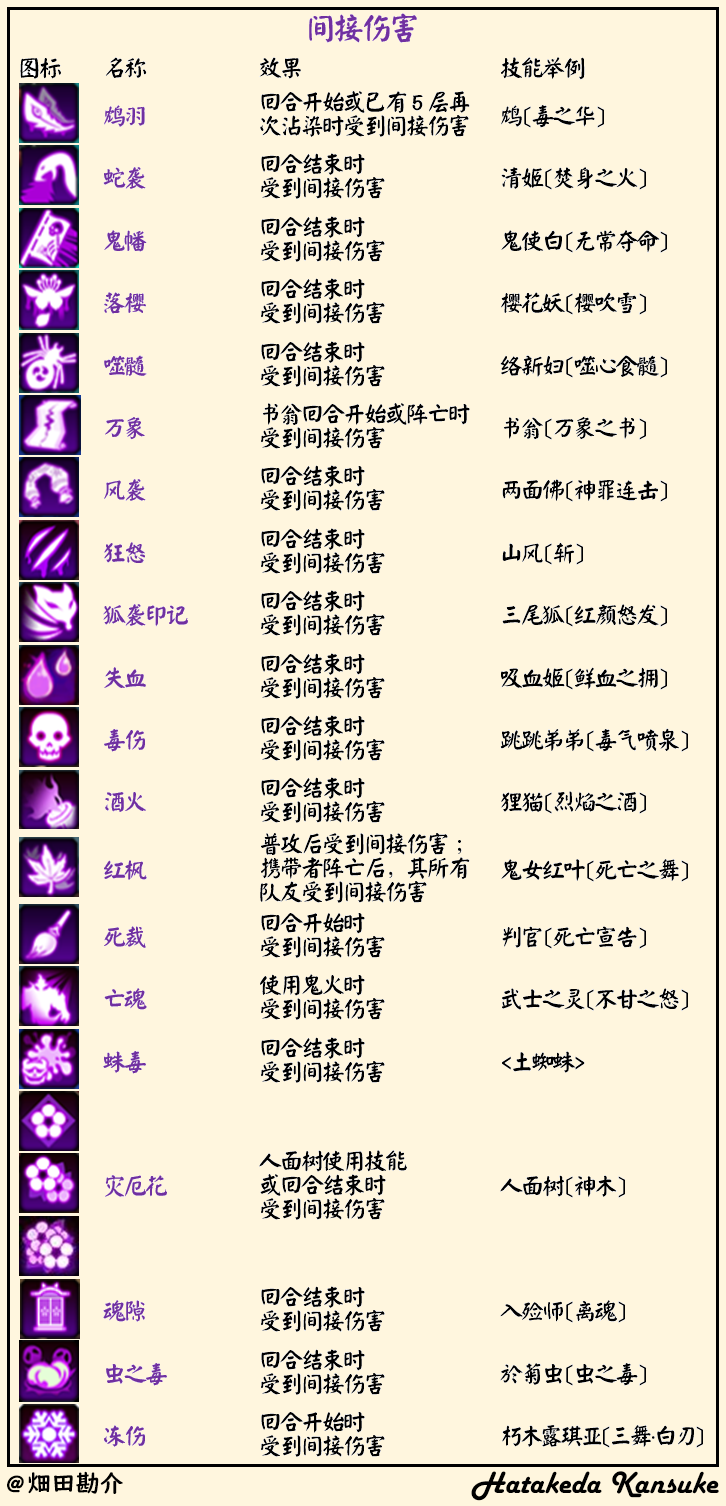 间接伤害
图标 名称 效果 技能举例
鸩羽 回合开始或已有5层再 鸩〔毒之华〕
次沾染时受到间接伤害
蛇袭 回合结束时 清姬〔焚身之火〕
受到间接伤害
鬼幡 回合结束时 鬼使白〔无常夺命〕
受到间接伤害
落樱 回合结束时 樱花妖〔樱吹雪〕
受到间接伤害
噬髓 回合结束时 络新妇〔噬心食髓〕
受到间接伤害
万象 书翁回合开始或阵亡时 书翁〔万象之书〕
受到间接伤害
风袭 回合结束时 两面佛〔神罪连击〕
受到间接伤害
狂怒 回合结束时 山风〔斩〕
受到间接伤害
狐袭印记 回合结束时 三尾狐〔红颜怒发〕
受到间接伤害
失血 回合结束时 吸血姬〔鲜血之拥〕
受到间接伤害
毒伤 回合结束时 跳跳弟弟〔毒气喷泉〕
受到间接伤害
酒火 回合结束时 狸猫〔烈焰之酒〕
受到间接伤害
红枫 普攻后受到间接伤害； 鬼女红叶〔死亡之舞〕
携带者阵亡后，其所有
队友受到间接伤害
死裁 回合开始时 判官〔死亡宣告〕
受到间接伤害
亡魂 使用鬼火时 武士之灵〔不甘之怒〕
受到间接伤害
蛛毒 回合结束时 <土蜘蛛>
受到间接伤害
灾厄花 人面树使用技能 人面树〔神木〕
或回合结束时
受到间接伤害
魂隙 回合结束时 入殓师〔离魂〕
受到间接伤害
虫之毒 回合结束时 於菊虫〔虫之毒〕
受到间接伤害
冻伤 回合开始时 朽木露琪亚〔三舞·白刃〕
受到间接伤害
@畑田勘介 Hatakeda Kansuke